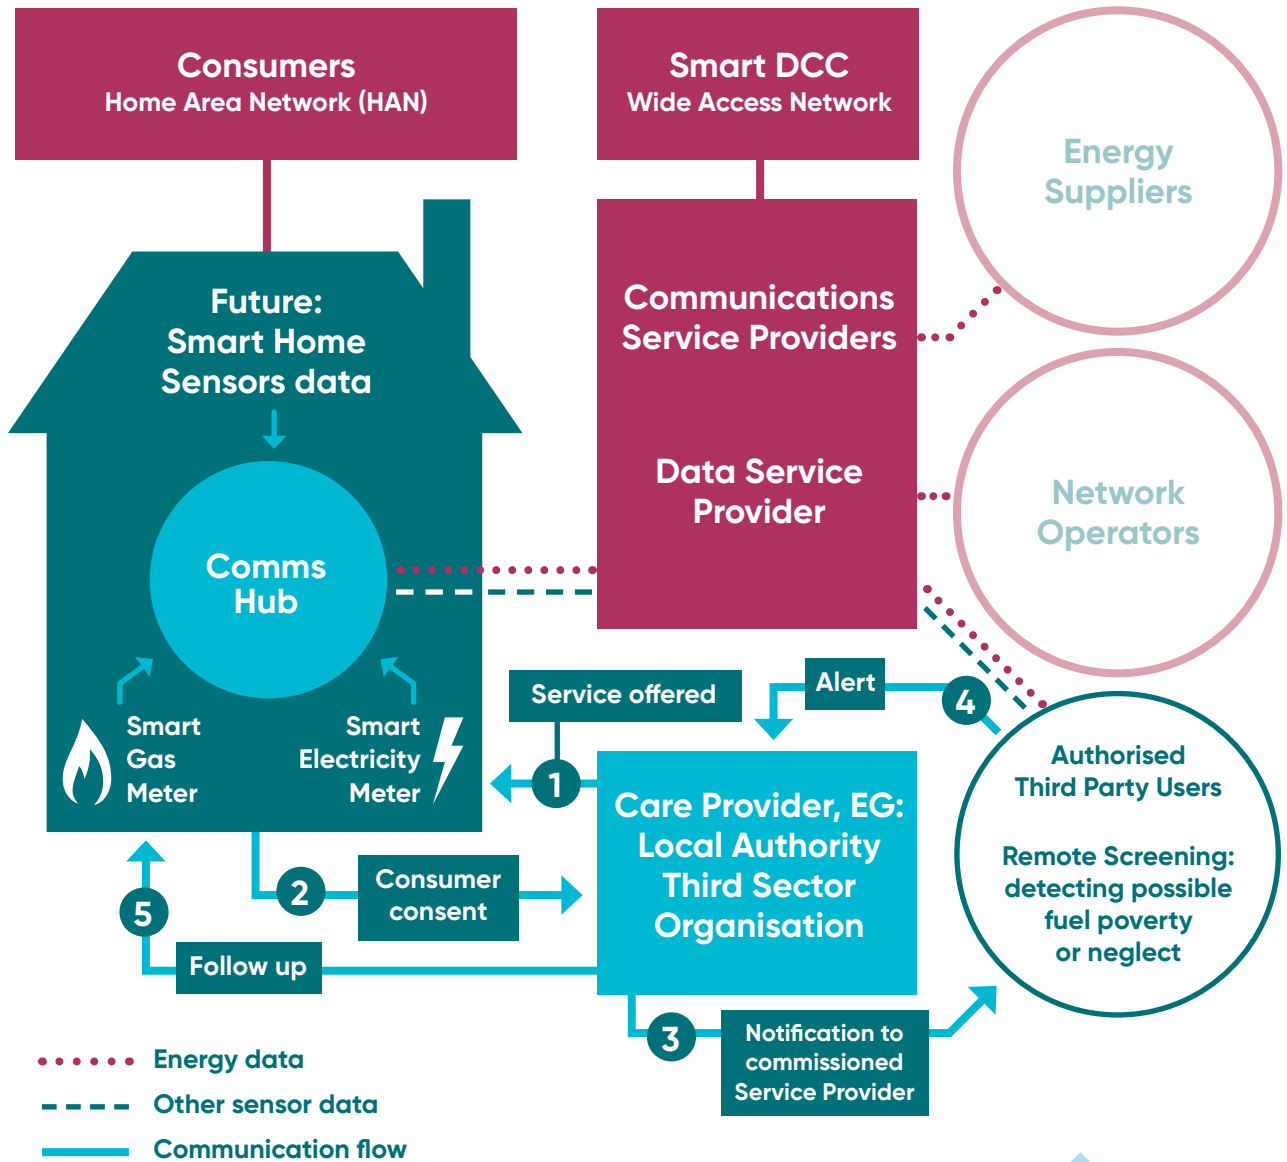 Consumers
Home Area Network (HAN)
Smart DCC
Wide Access Network
Energy
Suppliers
Future:
Smart Home
Sensors data
Communications
Service Providers
Data Service
Provider
Network
Operators
Comms
Hub
Smart
Gas
Meter
Smart
Electricity
Meter
Service offered
1
Alert
4
Care Provider, EG:
Local Authority
Third Sector
Organisation
Authorised
Third Party Users
Remote Screening:
detecting possible
fuel poverty
or neglect
2
Consumer
consent
5
Follow up
3
Notification to
commissioned
Service Provider
Energy data
Other sensor data
Communication flow